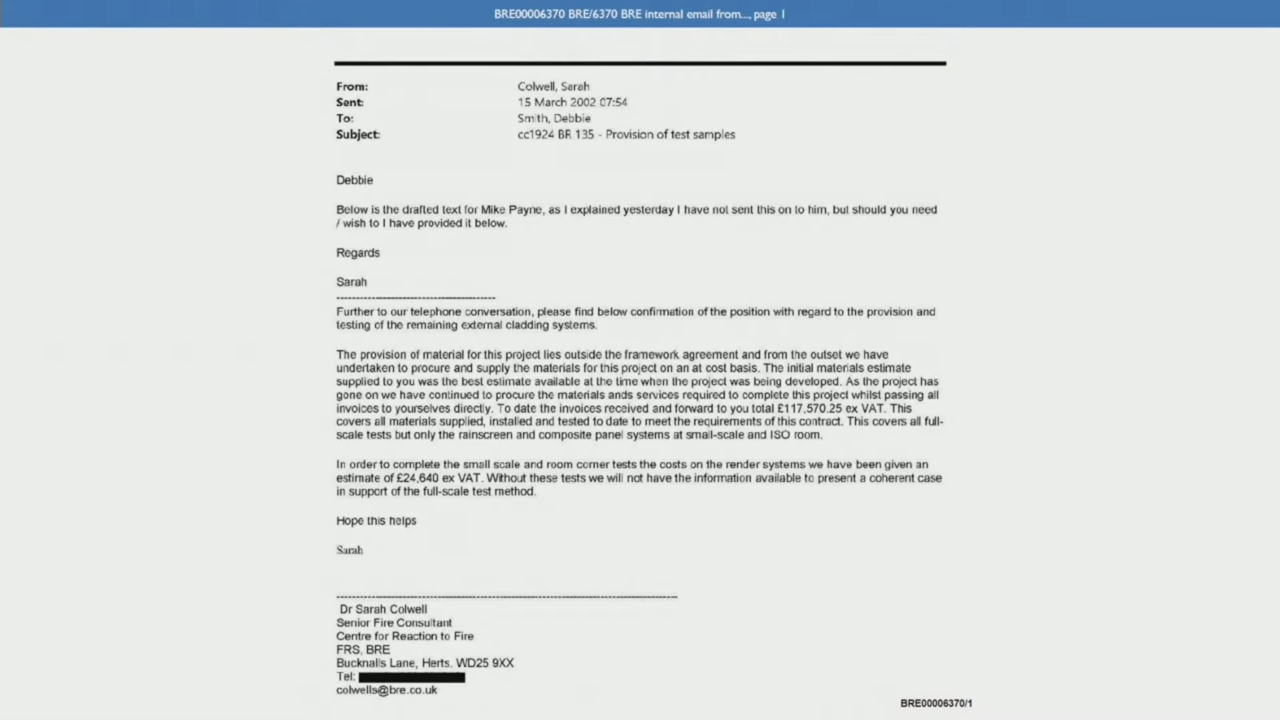 BRE00006370 BRE/6370 BRE internal email from..., page 1
From: Colwell, Sarah
Sent: 15 March 2002 07:54
To: Smith, Debbie
Subject: cc1924 BR 135 - Provision of test samples
Debbie
Below is the drafted text for Mike Payne, as I explained yesterday I have not sent this on to him, but should you need
/ wish to I have provided it below.
Regards
Sarah
----------------------------------------
Further to our telephone conversation, please find below confirmation of the position with regard to the provision and
testing of the remaining external cladding systems.
The provision of material for this project lies outside the framework agreement and from the outset we have
undertaken to procure and supply the materials for this project on an at cost basis. The initial materials estimate
supplied to you was the best estimate available at the time when the project was being developed. As the project has
gone on we have continued to procure the materials ands services required to complete this project whilst passing all
invoices to yourselves directly. To date the invoices received and forward to you total £117,570.25 ex VAT. This
covers all materials supplied, installed and tested to date to meet the requirements of this contract. This covers all full-
scale tests but only the rainscreen and composite panel systems at small-scale and ISO room.
In order to complete the small scale and room corner tests the costs on the render systems we have been given an
estimate of £24,640 ex VAT. Without these tests we will not have the information available to present a coherent case
in support of the full-scale test method.
Hope this helps
Sarah
--------------------------------------------------------------------------------
Dr Sarah Colwell
Senior Fire Consultant
Centre for Reaction to Fire
FRS, BRE
Bucknalls Lane, Herts. WD25 9XX
Tel:
colwells@bre.co.uk
BRE00006370/1